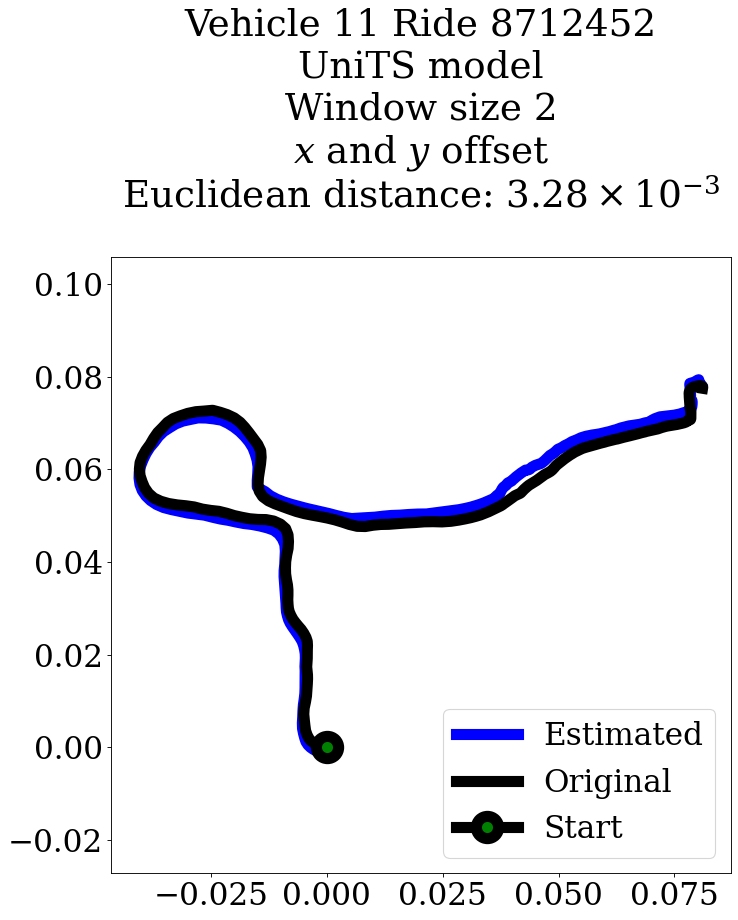 Vehicle 11 Ride 8712452
UniTS model
Window size 2
x and y offset
Euclidean distance: 3.28 × 10⁻³
0.10
0.08
0.06
0.04
0.02
0.00
−0.02
−0.025 0.000 0.025 0.050 0.075
Estimated
Original
Start